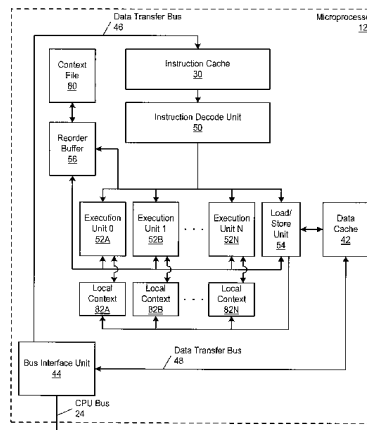 Data Transfer Bus
46
Microprocesso
12
Context
File
60
Instruction Cache
30
Instruction Decode Unit
50
Reorder
Buffer
56
Execution
Unit 0
52A
Execution
Unit 1
52B
. . .
Execution
Unit N
52N
Load/
Store
Unit
54
Data
Cache
42
Local
Context
82A
Local
Context
82B
. . .
Local
Context
82N
Bus Interface Unit
44
Data Transfer Bus
48
CPU Bus
24